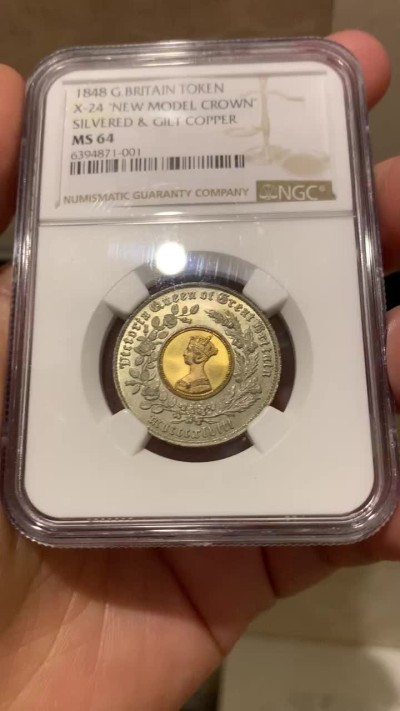 1848 G BRITAIN TOKEN
X-24 "NEW MODEL CROWN"
SILVERED & GILT COPPER
MS 64
6394871-001
NUMISMATIC GUARANTY COMPANY NGC®
Victoria Queen of Great Britain